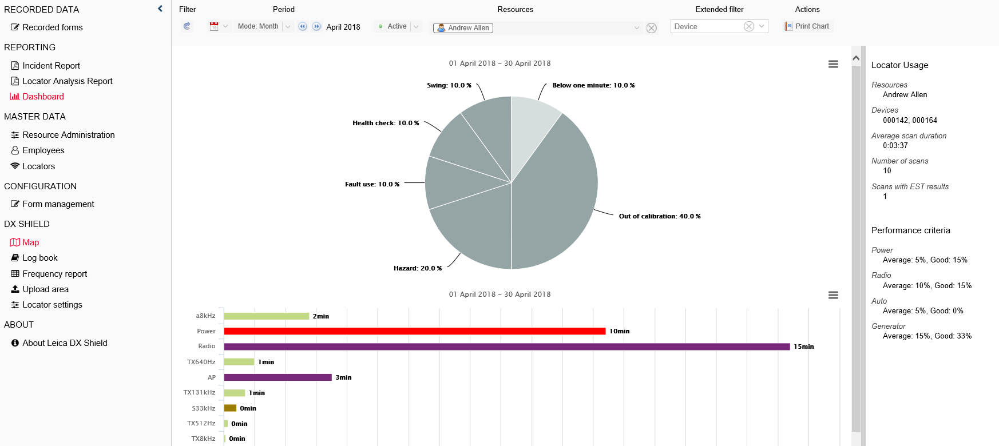 RECORDED DATA
Recorded forms
REPORTING
Incident Report
Locator Analysis Report
Dashboard
MASTER DATA
Resource Administration
Employees
Locators
CONFIGURATION
Form management
DX SHIELD
Map
Log book
Frequency report
Upload area
Locator settings
ABOUT
About Leica DX Shield
Filter Period Resources Extended filter Actions
Mode: Month April 2018 Active Andrew Allen Device Print Chart
01 April 2018 – 30 April 2018
Swing: 10.0 % Below one minute: 10.0 %
Health check: 10.0 %
Fault use: 10.0 %
Out of calibration: 40.0 %
Hazard: 20.0 %
01 April 2018 – 30 April 2018
a8kHz 2min
Power 10min
Radio 15min
TX640Hz 1min
AP 3min
TX131kHz 1min
S33kHz 0min
TX512Hz 0min
TX8kHz 0min
Locator Usage
Resources
Andrew Allen
Devices
000142, 000164
Average scan duration
0:03:37
Number of scans
10
Scans with EST results
1
Performance criteria
Power
Average: 5%, Good: 15%
Radio
Average: 10%, Good: 15%
Auto
Average: 5%, Good: 0%
Generator
Average: 15%, Good: 33%